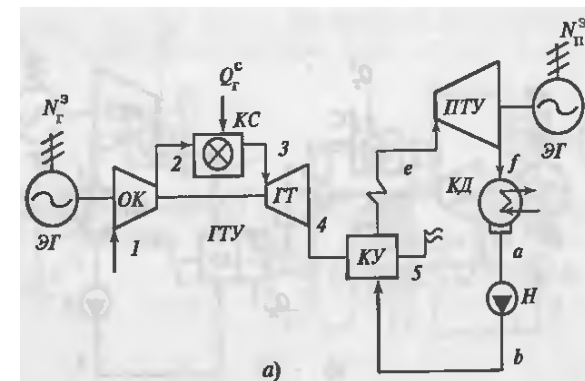 N_г^э
ЭГ
ОК
1
2
Q_г^с
КС
3
ГТ
ГТУ
4
КУ
5
e
ПТУ
N_п^э
ЭГ
f
КД
a
Н
b
а)